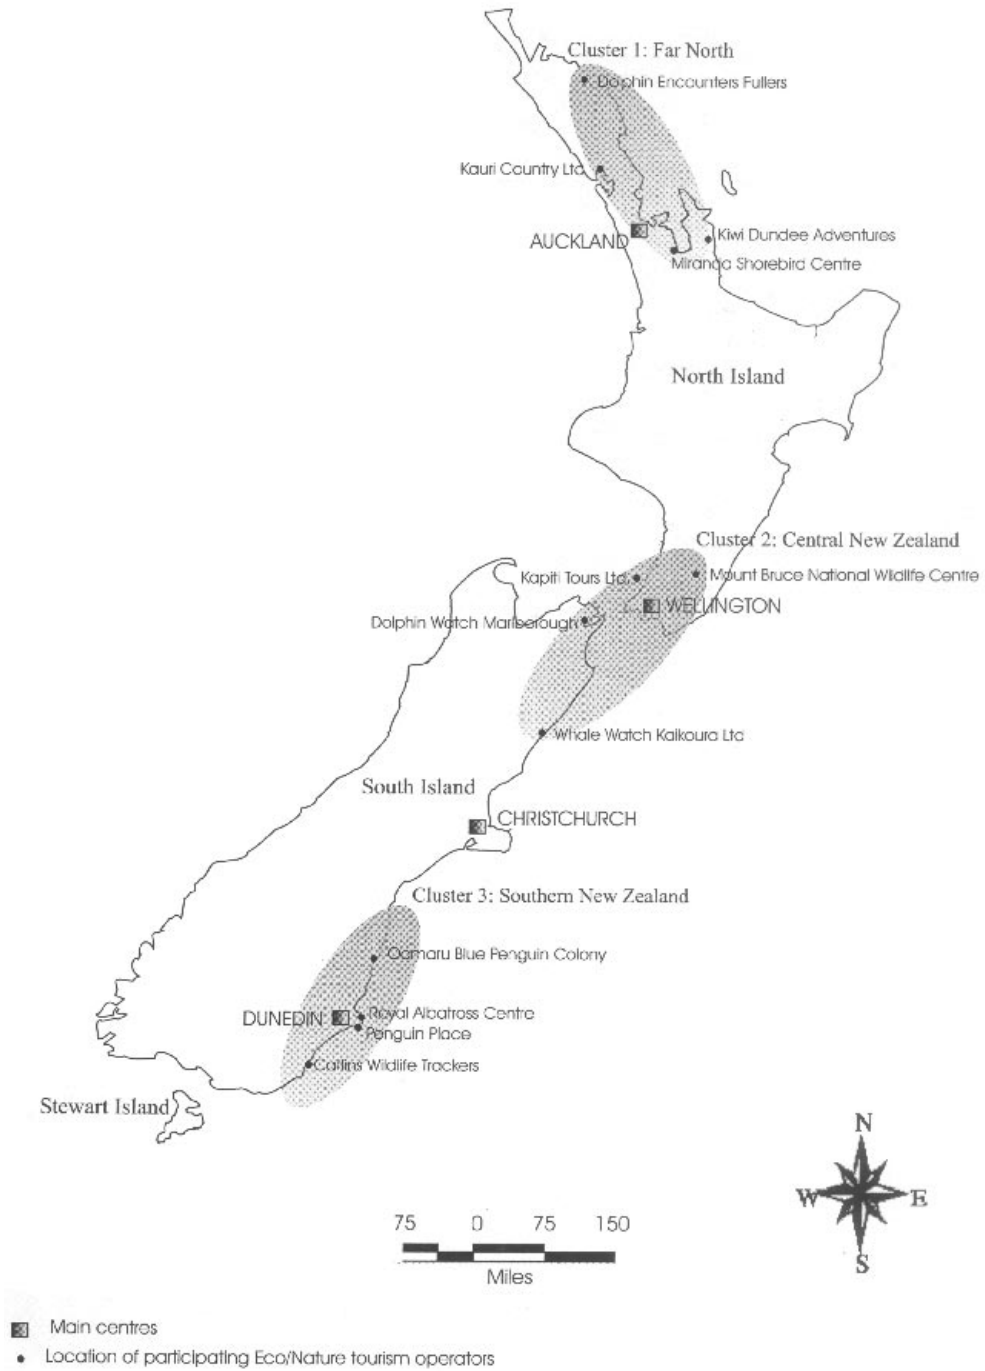 Cluster 1: Far North
Dolphin Encounters Fullers
Kauri Country Ltd
AUCKLAND
Kiwi Dundee Adventures
Miranda Shorebird Centre
North Island
Cluster 2: Central New Zealand
Kapiti Tours Ltd
Mount Bruce National Wildlife Centre
WELLINGTON
Dolphin Watch Marlborough
Whale Watch Kaikoura Ltd
South Island
CHRISTCHURCH
Cluster 3: Southern New Zealand
Oamaru Blue Penguin Colony
DUNEDIN
Royal Albatross Centre
Penguin Place
Catlins Wildlife Trackers
Stewart Island
N
W E
S
75 0 75 150
Miles
Main centres
Location of participating Eco/Nature tourism operators